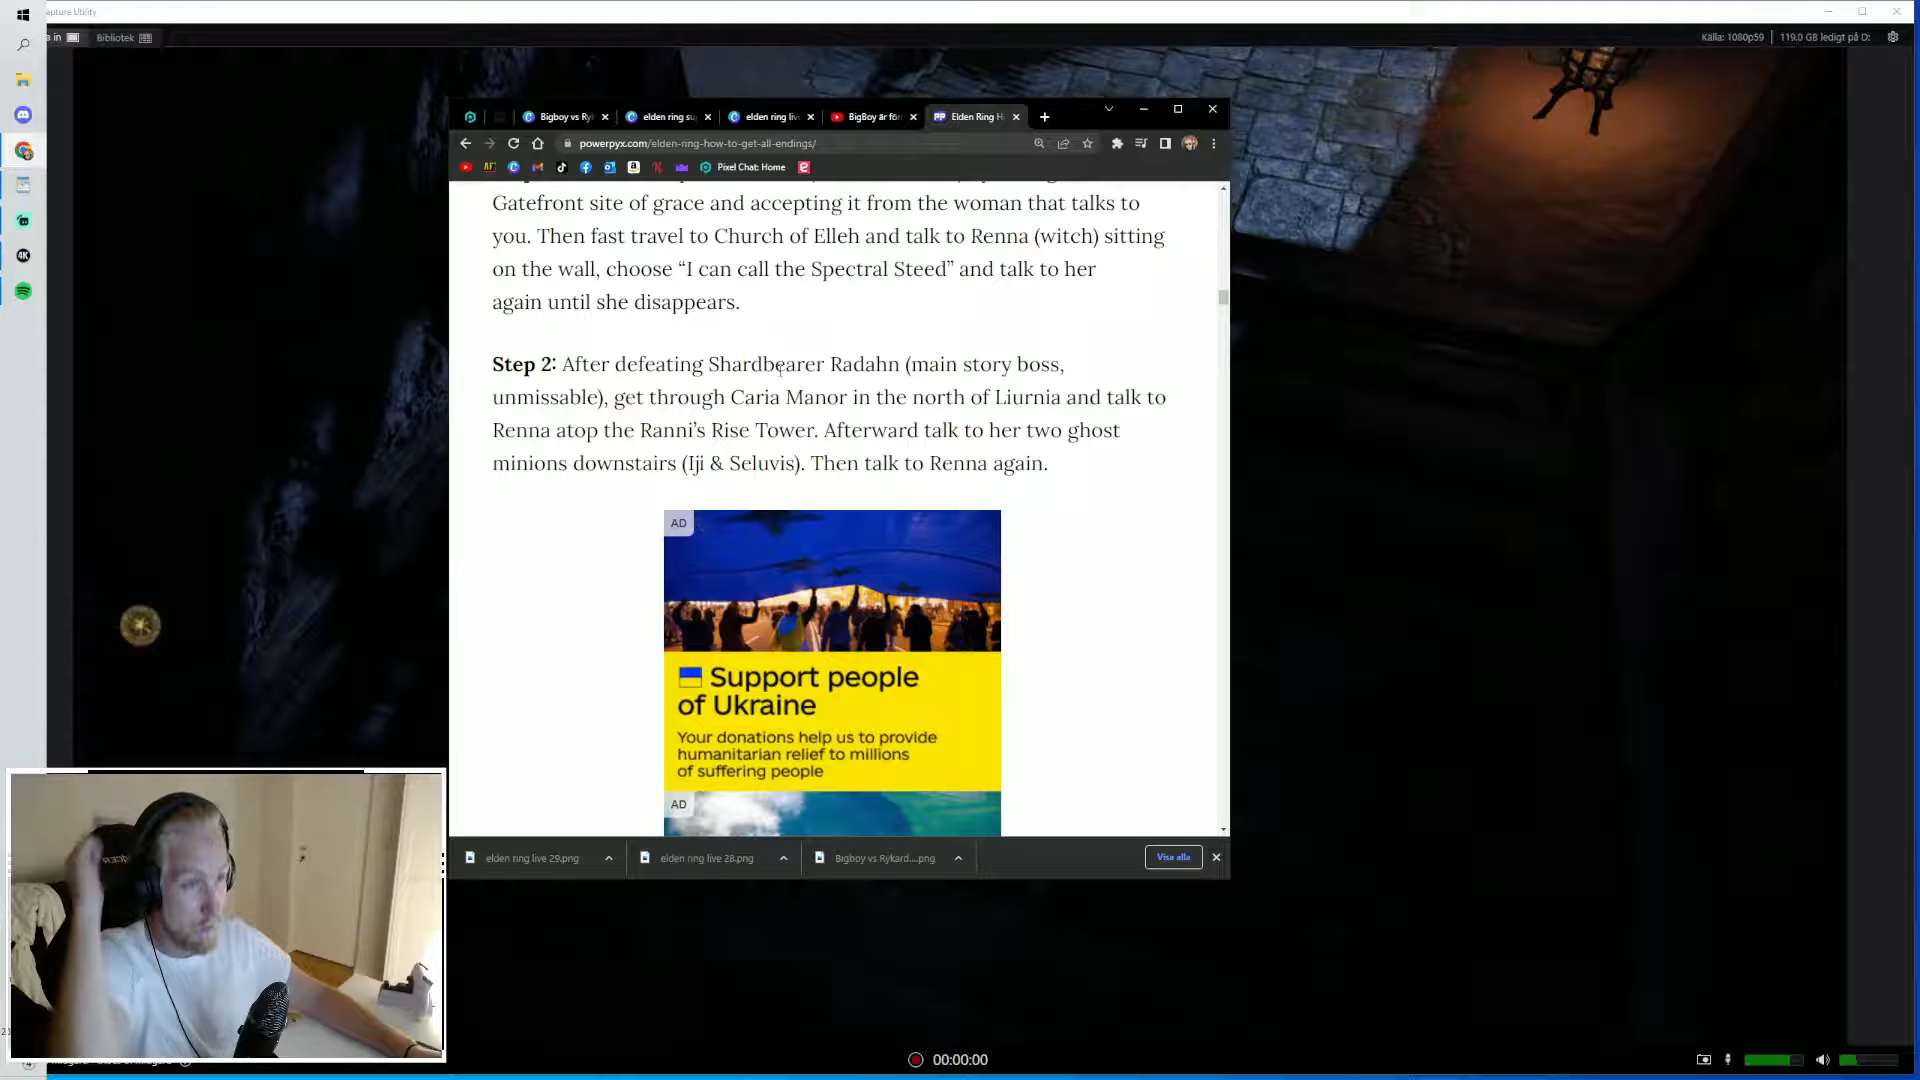 apture Utility
a in
Bibliotek
Källa: 1080p59
119.0 GB ledigt på D:
Bigboy vs Ry
elden ring su
elden ring live
BigBoy är för
Elden Ring H
powerpyx.com/elden-ring-how-to-get-all-endings/
Pixel Chat: Home
Gatefront site of grace and accepting it from the woman that talks to
you. Then fast travel to Church of Elleh and talk to Renna (witch) sitting
on the wall, choose “I can call the Spectral Steed” and talk to her
again until she disappears.
Step 2: After defeating Shardbearer Radahn (main story boss,
unmissable), get through Caria Manor in the north of Liurnia and talk to
Renna atop the Ranni’s Rise Tower. Afterward talk to her two ghost
minions downstairs (Iji & Seluvis). Then talk to Renna again.
AD
Support people
of Ukraine
Your donations help us to provide
humanitarian relief to millions
of suffering people
AD
elden ring live 29.png
elden ring live 28.png
Bigboy vs Rykard....png
Visa alla
00:00:00